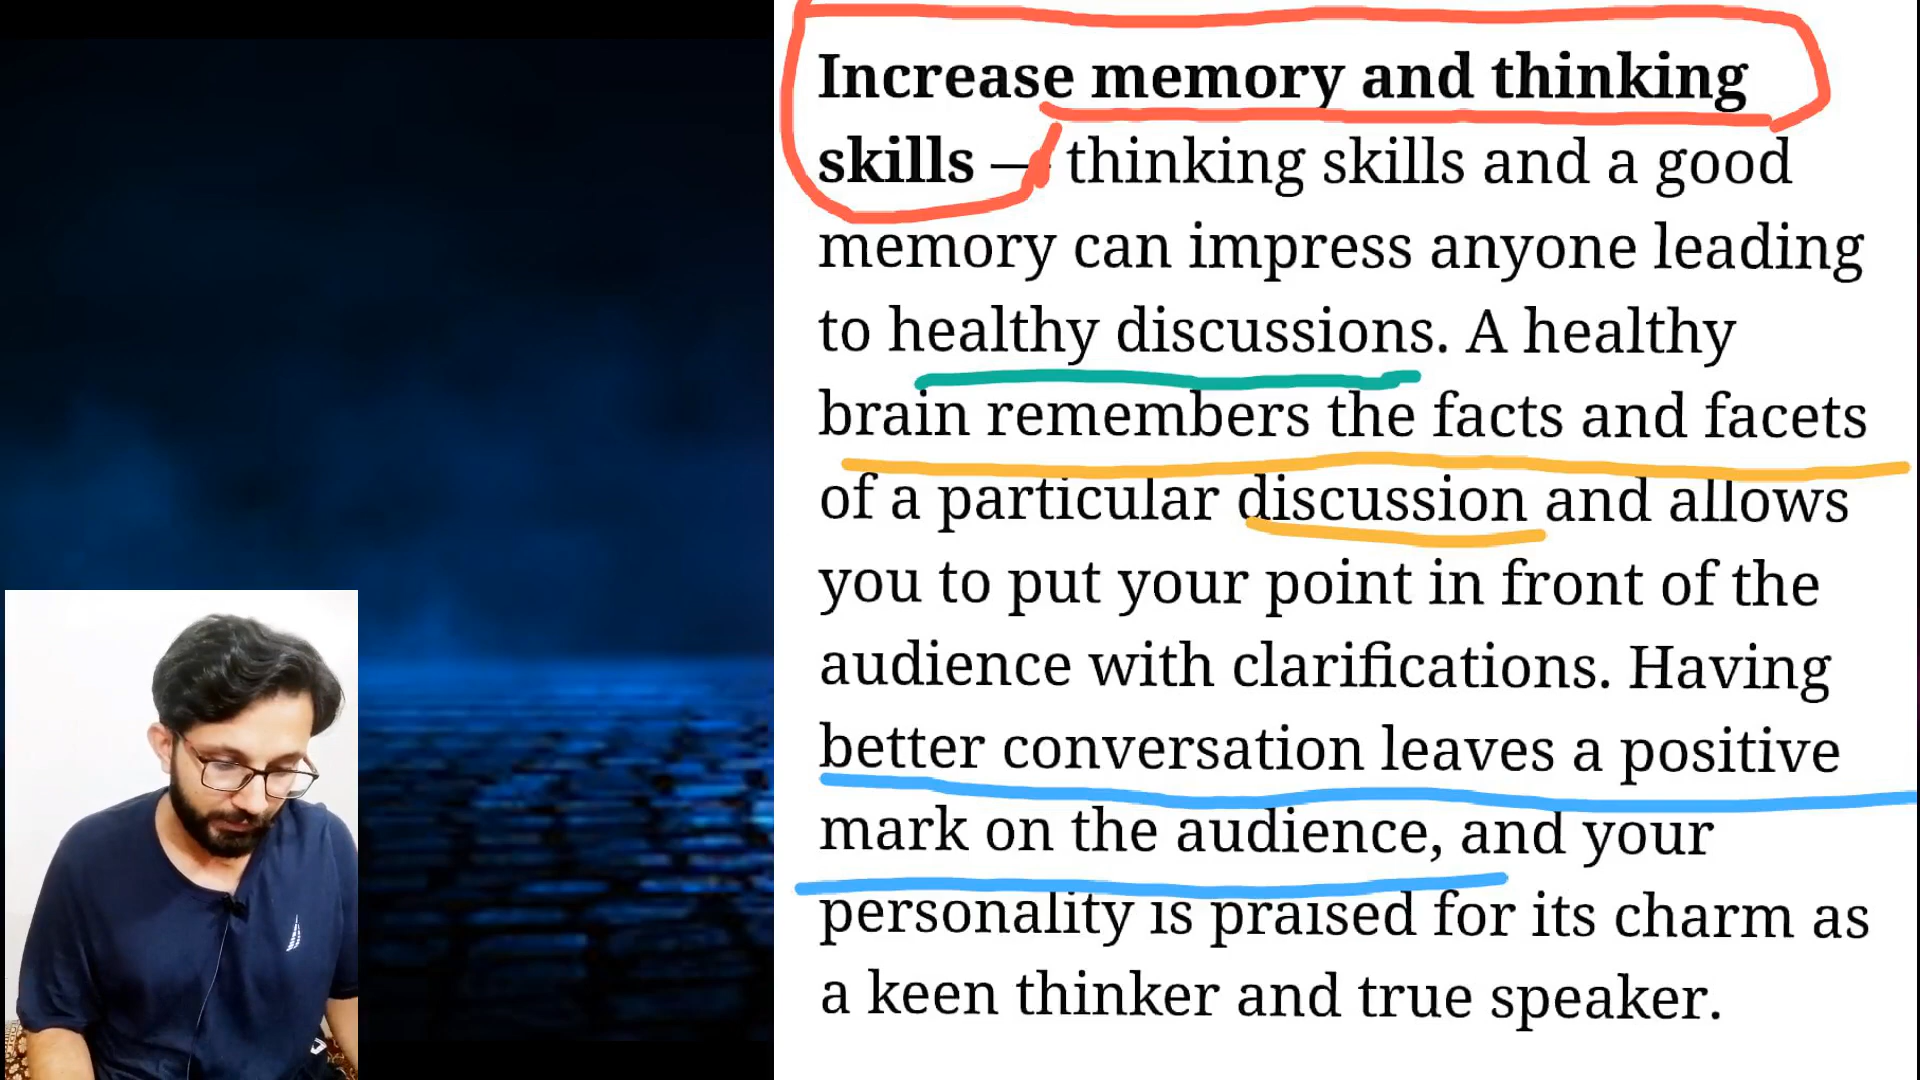 Increase memory and thinking
skills — thinking skills and a good
memory can impress anyone leading
to healthy discussions. A healthy
brain remembers the facts and facets
of a particular discussion and allows
you to put your point in front of the
audience with clarifications. Having
better conversation leaves a positive
mark on the audience, and your
personality is praised for its charm as
a keen thinker and true speaker.